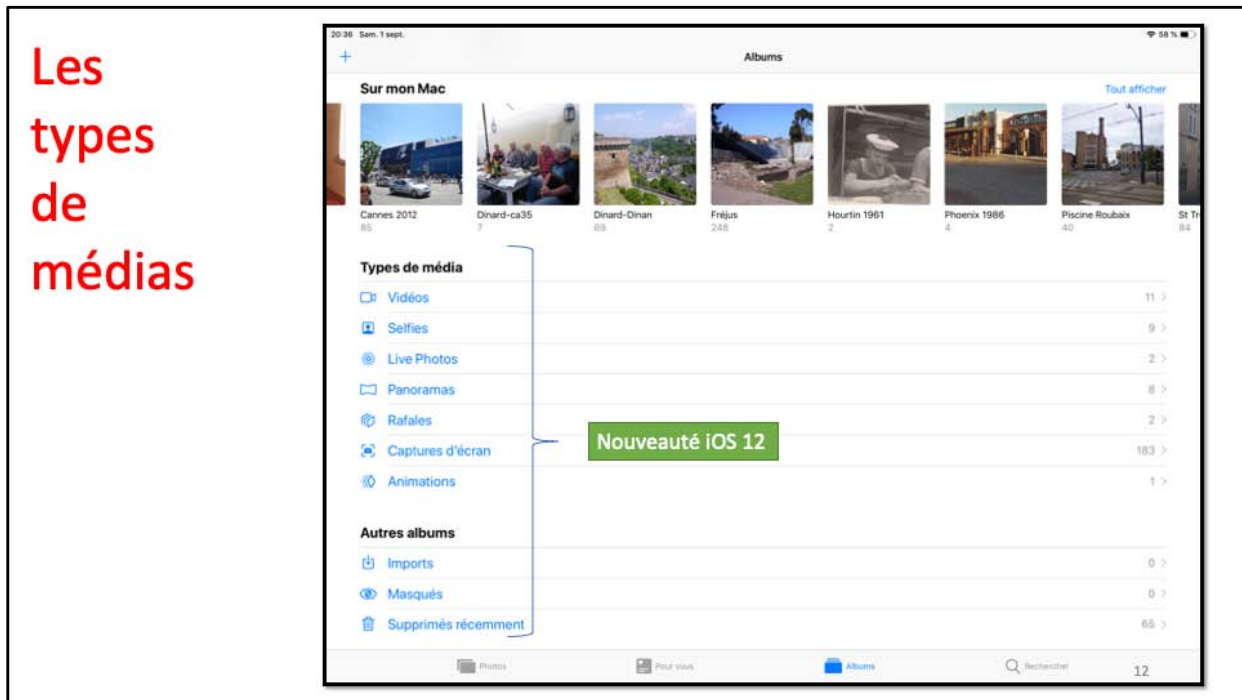 Les
types
de
médias
20:36 Sam. 1 sept.
58 %
Albums
Sur mon Mac
Tout afficher
Cannes 2012
85
Dinard-ca35
7
Dinard-Dinan
69
Fréjus
248
Hourtin 1961
2
Phoenix 1986
4
Piscine Roubaix
40
St Tr
84
Types de média
Vidéos 11
Selfies 9
Live Photos 2
Panoramas 8
Rafales 2
Nouveauté iOS 12
Captures d'écran 183
Animations 1
Autres albums
Imports 0
Masqués 0
Supprimés récemment 65
Photos
Pour vous
Albums
Rechercher
12